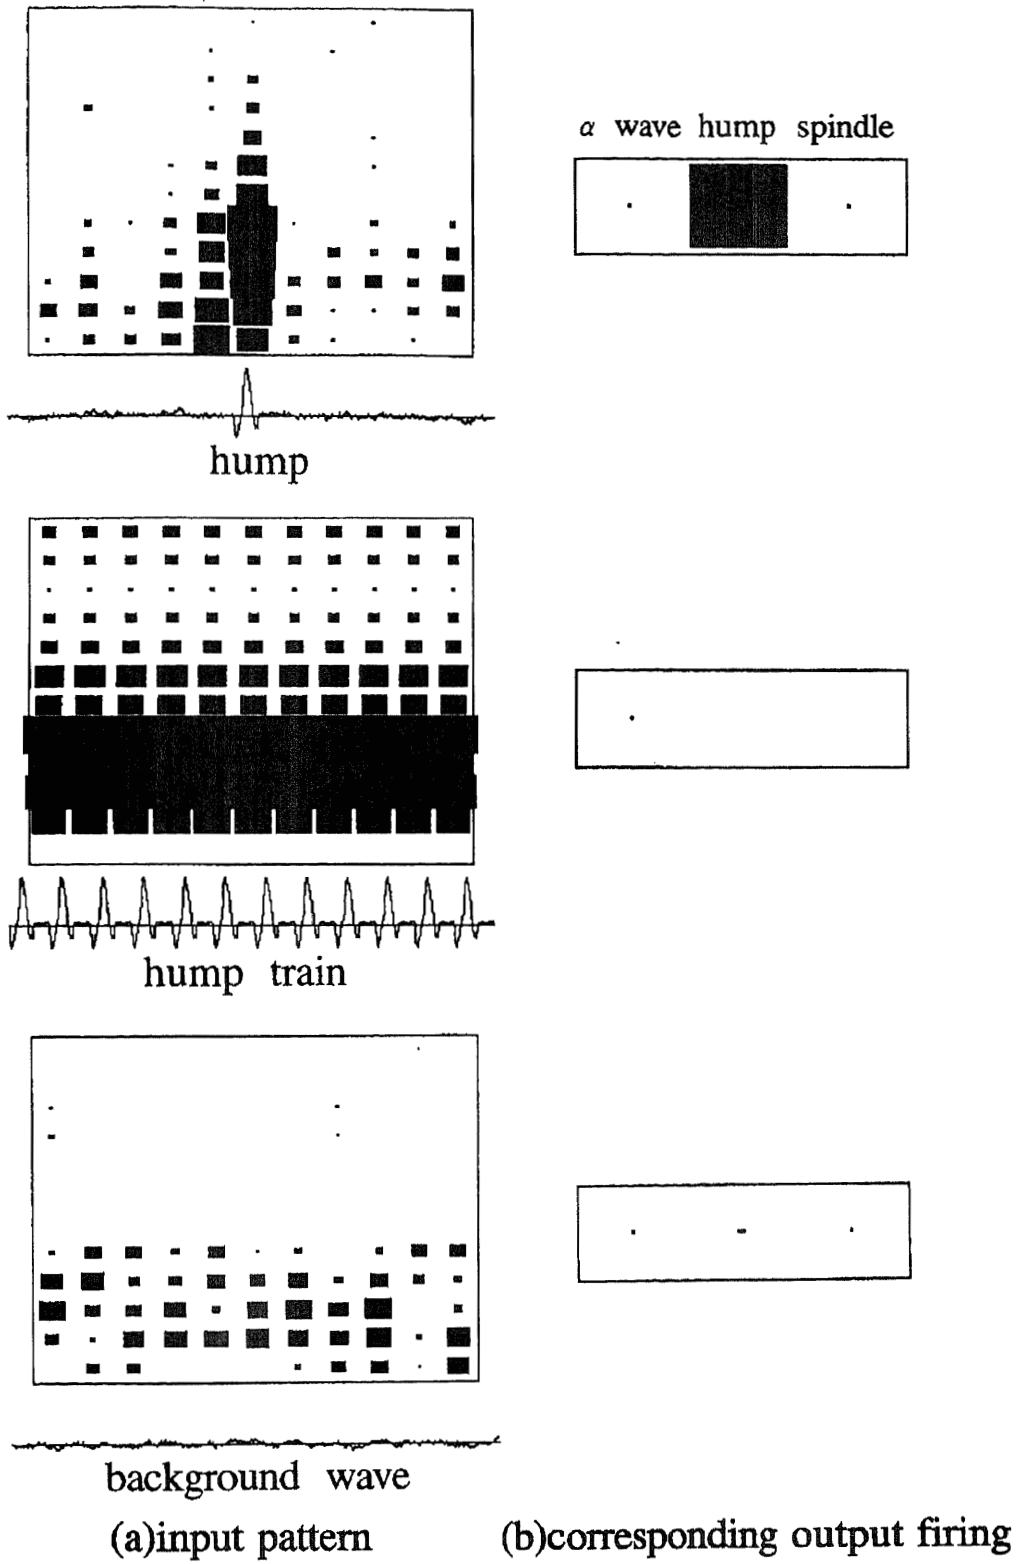 α wave hump spindle
hump
hump train
background wave
(a)input pattern
(b)corresponding output firing